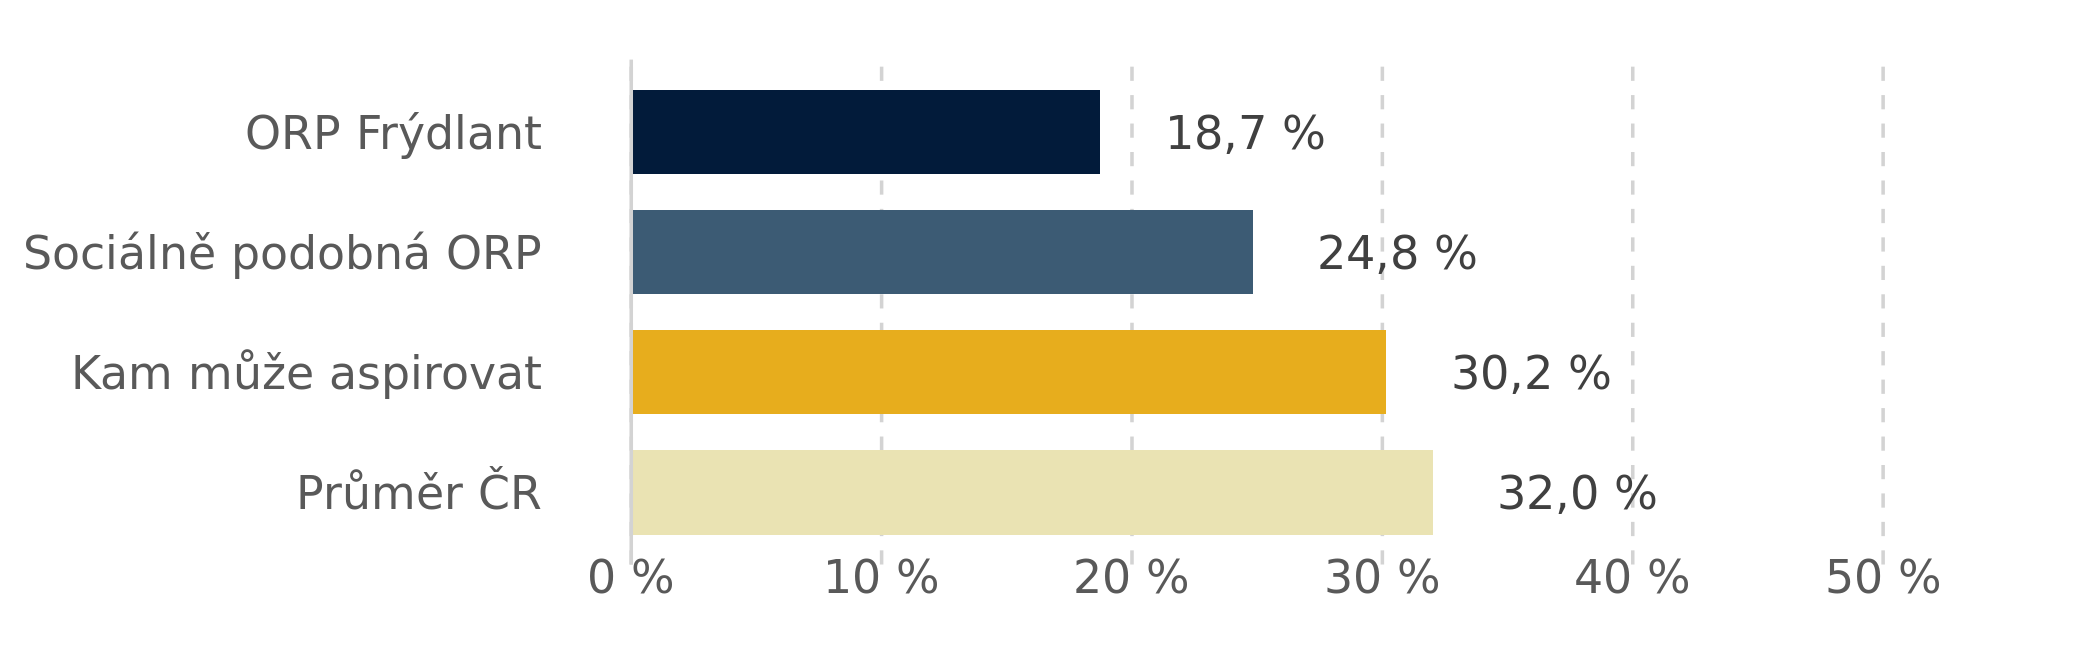 ORP Frýdlant 18,7 %
Sociálně podobná ORP 24,8 %
Kam může aspirovat 30,2 %
Průměr ČR 32,0 %
0 % 10 % 20 % 30 % 40 % 50 %